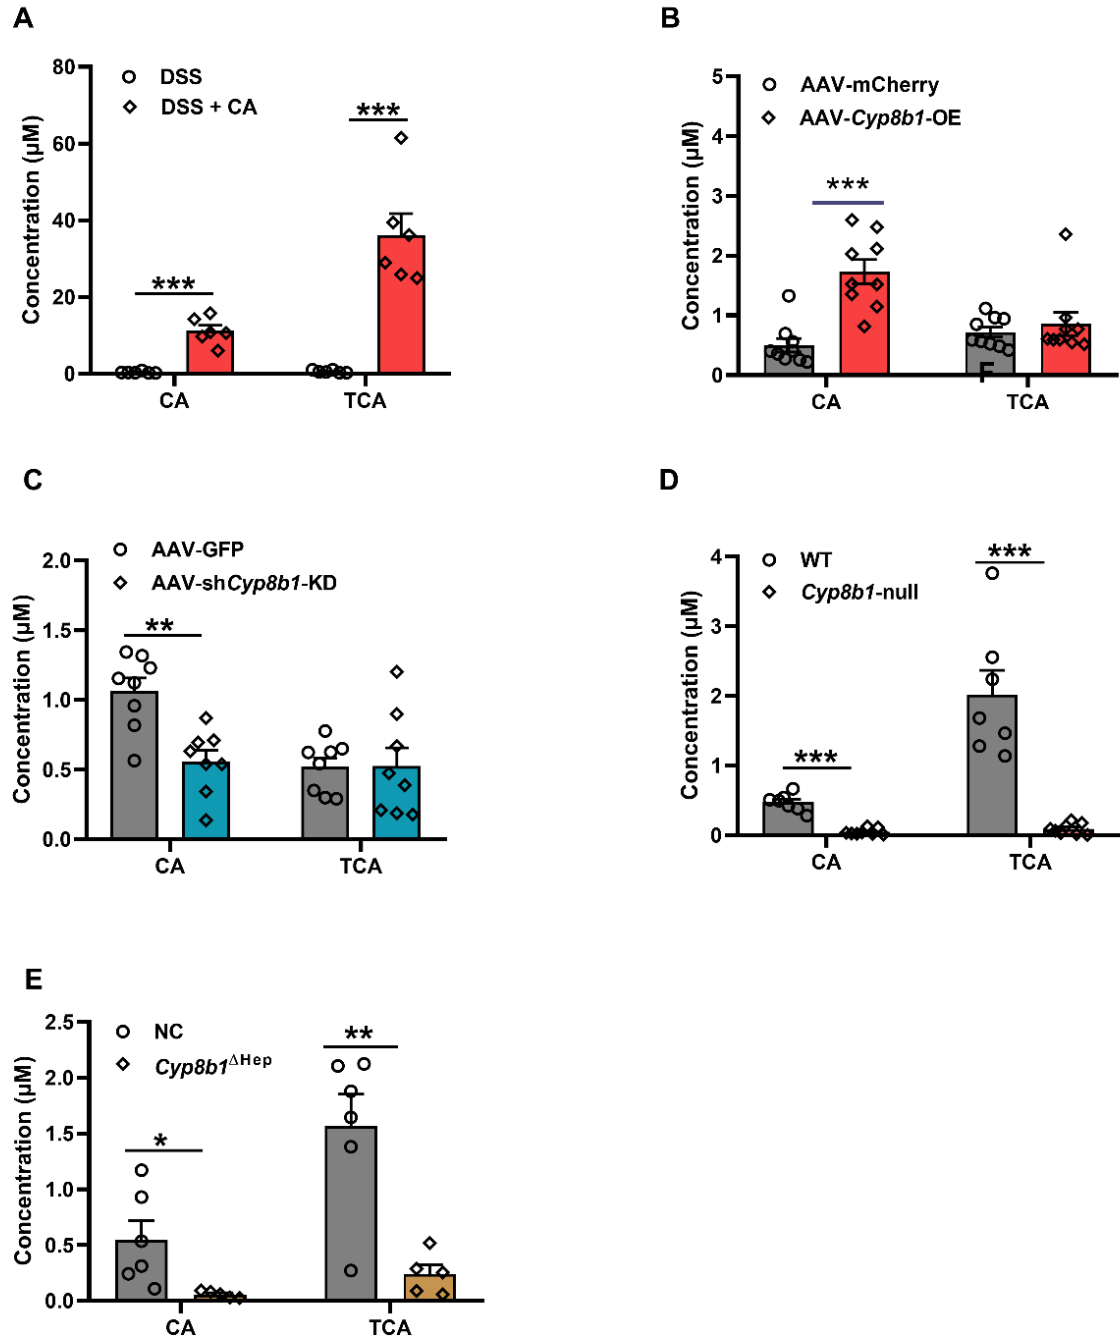 A
DSS
DSS + CA
Concentration (µM)
80
60
40
20
0
***
***
CA
TCA
B
AAV-mCherry
AAV-Cyp8b1-OE
Concentration (µM)
5
4
3
2
1
0
***
F
CA
TCA
C
AAV-GFP
AAV-shCyp8b1-KD
Concentration (µM)
2.0
1.5
1.0
0.5
0.0
**
CA
TCA
D
WT
Cyp8b1-null
Concentration (µM)
4
3
2
1
0
***
***
CA
TCA
E
NC
Cyp8b1ΔHep
Concentration (µM)
2.5
2.0
1.5
1.0
0.5
0.0
*
**
CA
TCA